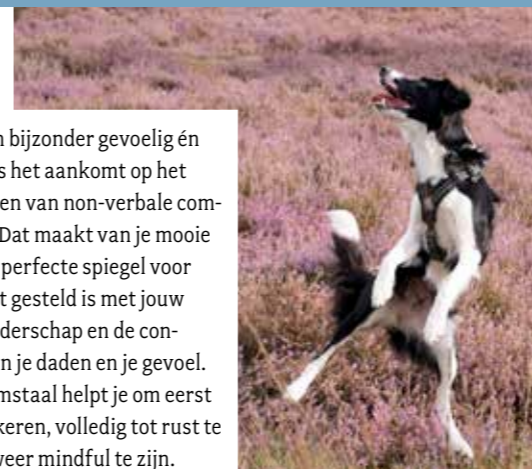 n bijzonder gevoelig én
s het aankomt op het
en van non-verbale com-
Dat maakt van je mooie
perfecte spiegel voor
t gesteld is met jouw
derschap en de con-
n je daden en je gevoel.
mstaal helpt je om eerst
keren, volledig tot rust te
weer mindful te zijn.